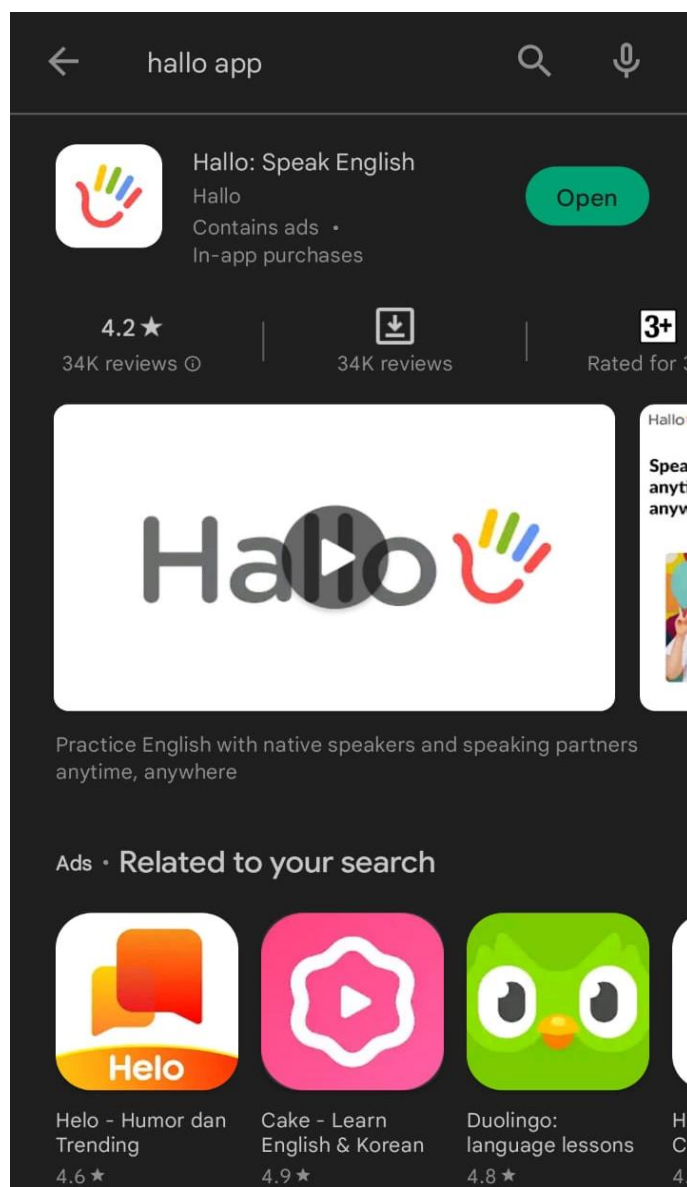 hallo app
Hallo: Speak English
Hallo
Contains ads •
In-app purchases
Open
4.2 ★
34K reviews
34K reviews
3+
Rated for 3
Hallo
Hallo
Practice English with native speakers and speaking partners
anytime, anywhere
Ads • Related to your search
Helo
Helo - Humor dan
Trending
4.6 ★
Cake - Learn
English & Korean
4.9 ★
Duolingo:
language lessons
4.8 ★